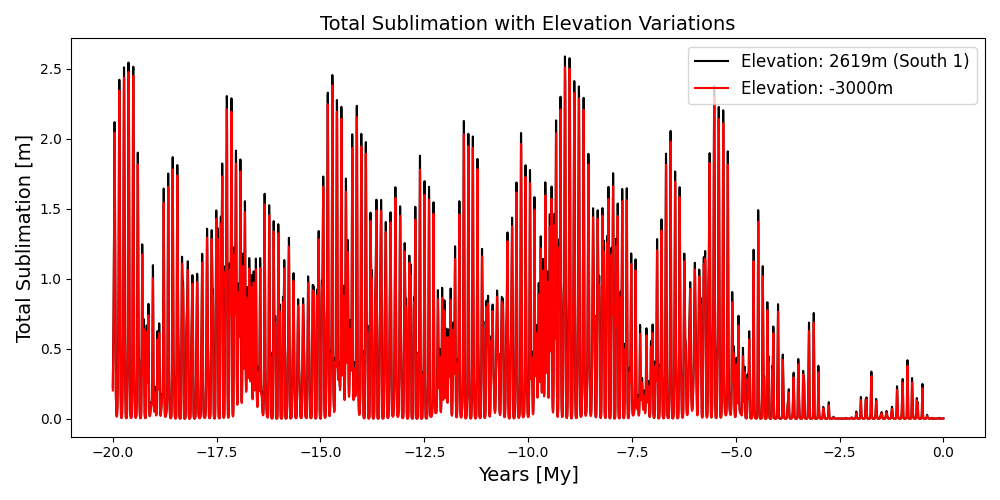 Total Sublimation with Elevation Variations
Elevation: 2619m (South 1)
Elevation: -3000m
Total Sublimation [m]
2.5
2.0
1.5
1.0
0.5
0.0
−20.0 −17.5 −15.0 −12.5 −10.0 −7.5 −5.0 −2.5 0.0
Years [My]